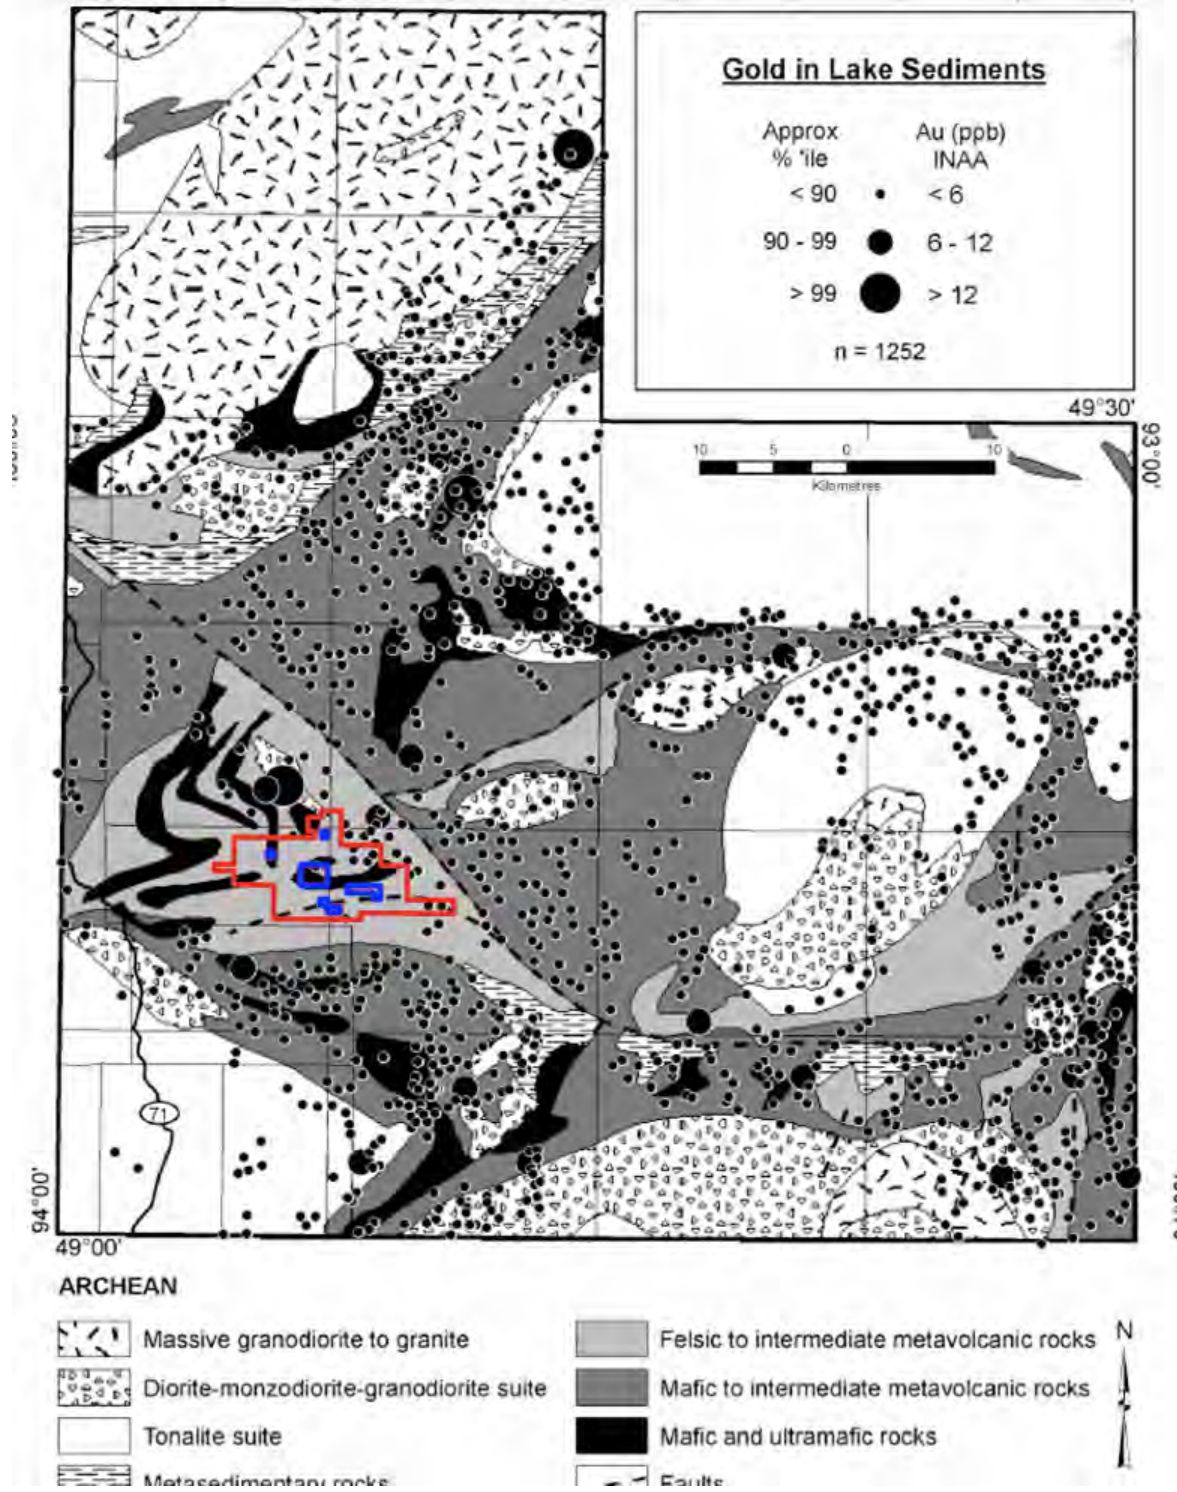 Gold in Lake Sediments
Approx Au (ppb)
% 'ile INAA
< 90 < 6
90 - 99 6 - 12
> 99 > 12
n = 1252
49°30'
93°00'
10 5 0 10
Kilometres
71
94°00'
49°00'
ARCHEAN
Massive granodiorite to granite
Diorite-monzodiorite-granodiorite suite
Tonalite suite
Metasedimentary rocks
Felsic to intermediate metavolcanic rocks
Mafic to intermediate metavolcanic rocks
Mafic and ultramafic rocks
Faults
N